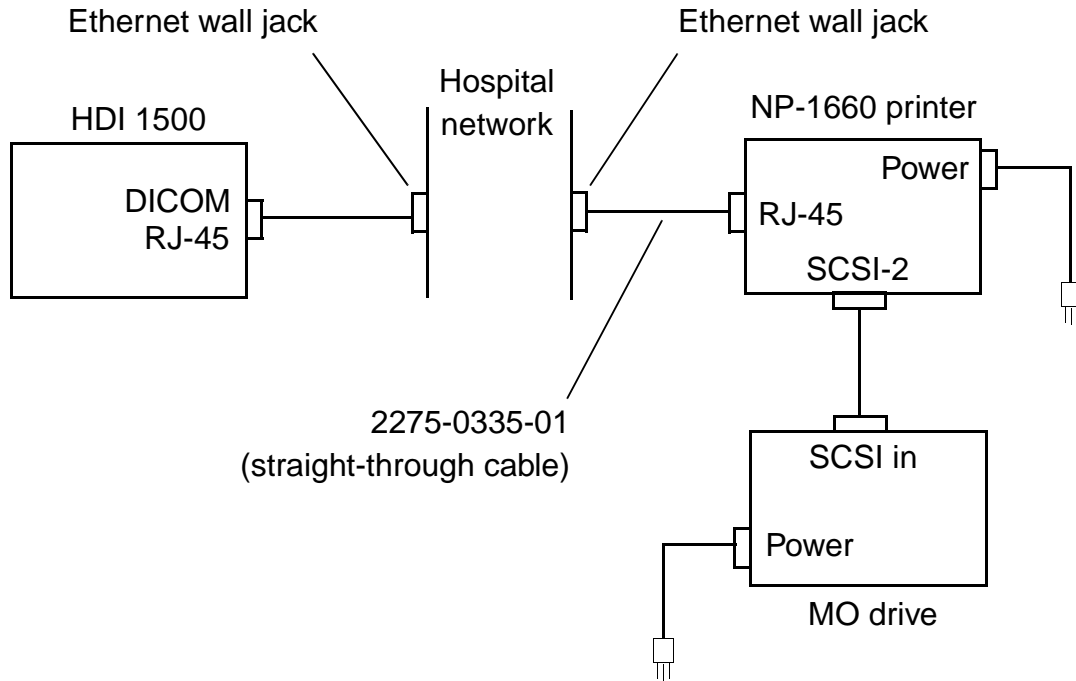 Ethernet wall jack
Ethernet wall jack
Hospital
network
HDI 1500
NP-1660 printer
DICOM
RJ-45
Power
RJ-45
SCSI-2
2275-0335-01
(straight-through cable)
SCSI in
Power
MO drive